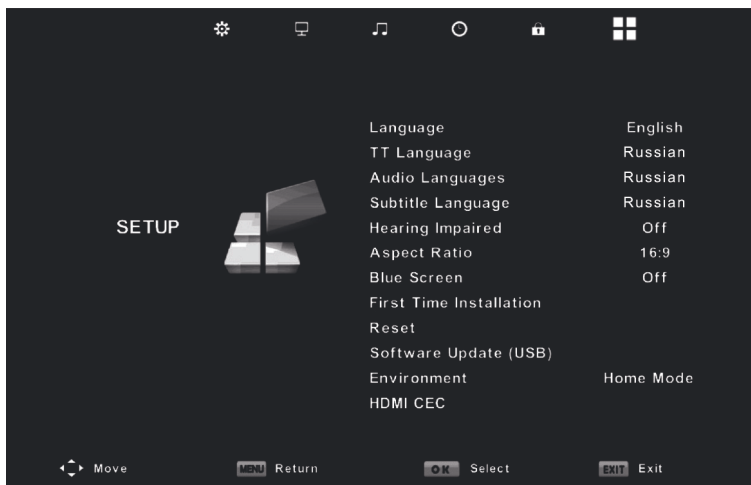 SETUP
Language English
TT Language Russian
Audio Languages Russian
Subtitle Language Russian
Hearing Impaired Off
Aspect Ratio 16:9
Blue Screen Off
First Time Installation
Reset
Software Update (USB)
Environment Home Mode
HDMI CEC
Move MENU Return OK Select EXIT Exit